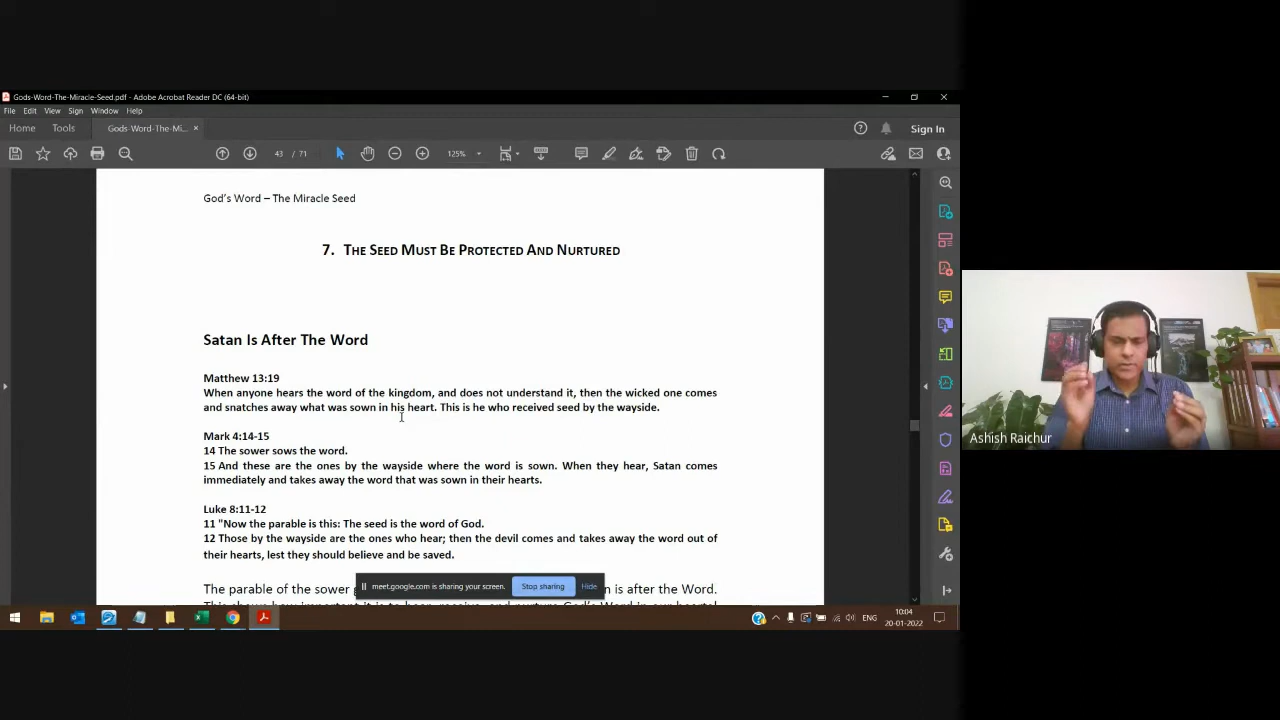 Gods-Word-The-Miracle-Seed.pdf - Adobe Acrobat Reader DC (64-bit)
File Edit View Sign Window Help
Home Tools Gods-Word-The-Mi... × Sign In
43 / 71 125%
God's Word – The Miracle Seed
7. THE SEED MUST BE PROTECTED AND NURTURED
Satan Is After The Word
Matthew 13:19
When anyone hears the word of the kingdom, and does not understand it, then the wicked one comes
and snatches away what was sown in his heart. This is he who received seed by the wayside.
Mark 4:14-15
14 The sower sows the word.
15 And these are the ones by the wayside where the word is sown. When they hear, Satan comes
immediately and takes away the word that was sown in their hearts.
Luke 8:11-12
11 "Now the parable is this: The seed is the word of God.
12 Those by the wayside are the ones who hear; then the devil comes and takes away the word out of
their hearts, lest they should believe and be saved.
The parable of the sower is after the Word.
meet.google.com is sharing your screen. Stop sharing Hide
ENG
10:04
20-01-2022
Ashish Raichur